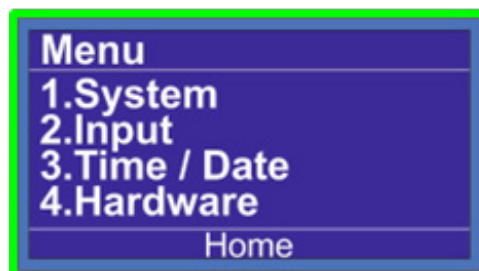 Menu
1.System
2.Input
3.Time / Date
4.Hardware
Home